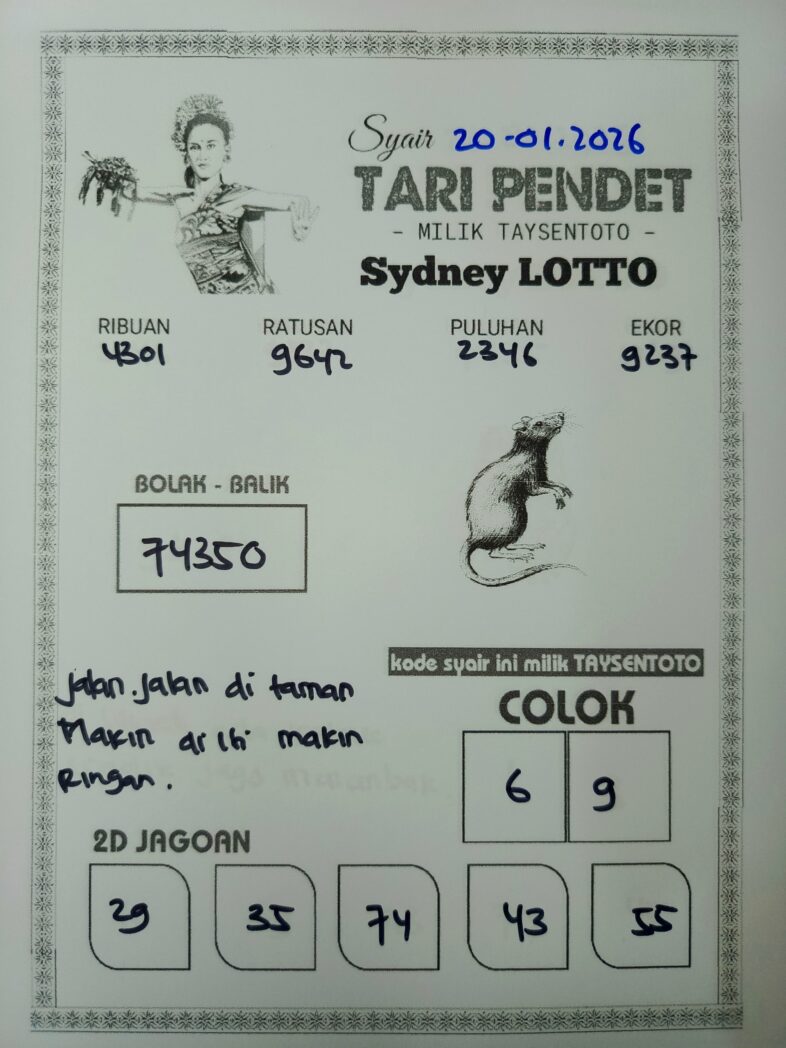 Syair 20-01.2026
TARI PENDET
- MILIK TAYSENTOTO -
Sydney LOTTO
RIBUAN RATUSAN PULUHAN EKOR
4301 9642 2346 9237
BOLAK - BALIK
74350
kode syair ini milik TAYSENTOTO
COLOK
6 9
Jalan.Jalan di taman
Makin makin
Ringan.
2D JAGOAN
29 35 74 43 55